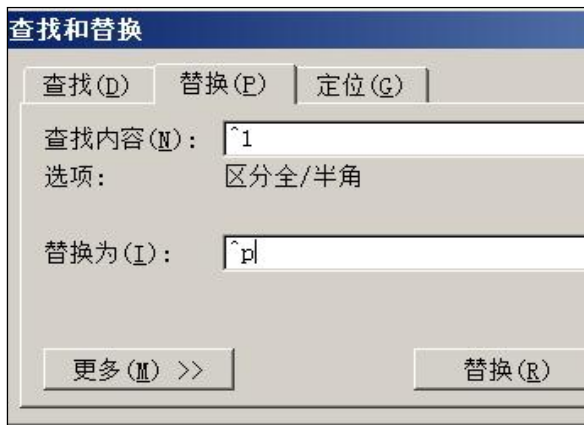 查找和替换
查找(D) 替换(P) 定位(G)
查找内容(N): ^1
选项: 区分全/半角
替换为(I): ^p
更多(M) >> 替换(R)